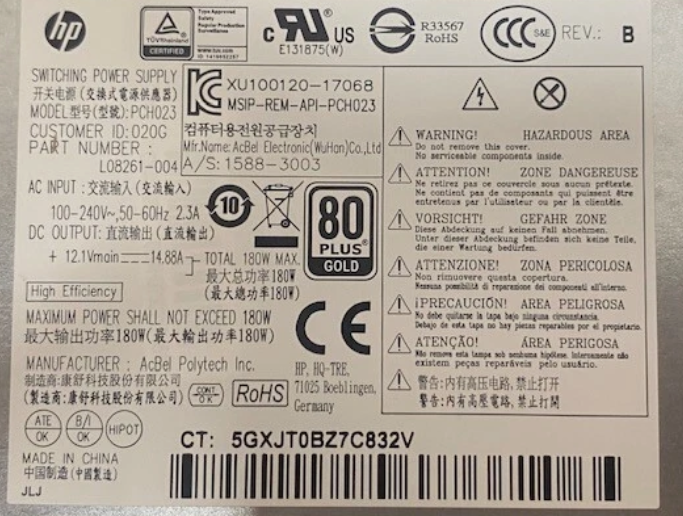 hp
TÜVRheinland
CERTIFIED
Type Approved
Safety
Regular Production
Surveillance
www.tuv.com
c RU US
E131875(W)
R33567
RoHS
CCC S&E
REV.: B
SWITCHING POWER SUPPLY
开关电源 (交換式電源供應器)
MODEL型号(型號): PCH023
CUSTOMER ID: 020G
PART NUMBER :
L08261-004
XU100120-17068
MSIP-REM-API-PCH023
컴퓨터용전원공급장치
Mfr.Name: AcBel Electronic(WuHan)Co.,Ltd
A/S: 1588-3003
AC INPUT : 交流输入 (交流輸入)
100-240V~,50-60Hz 2.3A
DC OUTPUT: 直流输出 (直流輸出)
+ 12.1Vmain 14.88A
TOTAL 180W MAX.
最大总功率180W
(最大總功率180W)
High Efficiency
10
80
PLUS®
GOLD
MAXIMUM POWER SHALL NOT EXCEED 180W
最大输出功率180W(最大輸出功率180W)
CE
MANUFACTURER : AcBel Polytech Inc.
制造商:康舒科技股份有限公司
(製造商:康舒科技股份有限公司)
CONT.
OK
RoHS
HP, HQ-TRE,
71025 Boeblingen,
Germany
ATE
OK
B/I
OK
HIPOT
MADE IN CHINA
中国制造 (中國製造)
JLJ
WARNING! HAZARDOUS AREA
Do not remove this cover.
No serviceable components inside.
ATTENTION! ZONE DANGEREUSE
Ne retirez pas ce couvercle sous aucun prétexte.
Ne contient pas de composants qui puissent être
entretenus par l'utilisateur ou par la clientèle.
VORSICHT! GEFAHR ZONE
Diese Abdeckung auf keinen Fall abnehmen.
Unter dieser Abdeckung befinden sich keine Teile,
die einer Wartung bedürfen.
ATTENZIONE! ZONA PERICOLOSA
Non rimuovere questa copertura.
Nessuna possibilità di riparazione dei componenti all'interno.
¡PRECAUCIÓN! AREA PELIGROSA
No debe quitarse la tapa bajo ninguna circunstancia.
Debajo de esta tapa no hay piezas reparables por el propietario.
ATENÇÃO! ÁREA PERIGOSA
Não remova esta tampa sob nenhuma hipótese. Internamente não
existem peças reparáveis pelo usuário.
警告:内有高压电路,禁止打开
警告:內有高壓電路,禁止打開
CT: 5GXJT0BZ7C832V